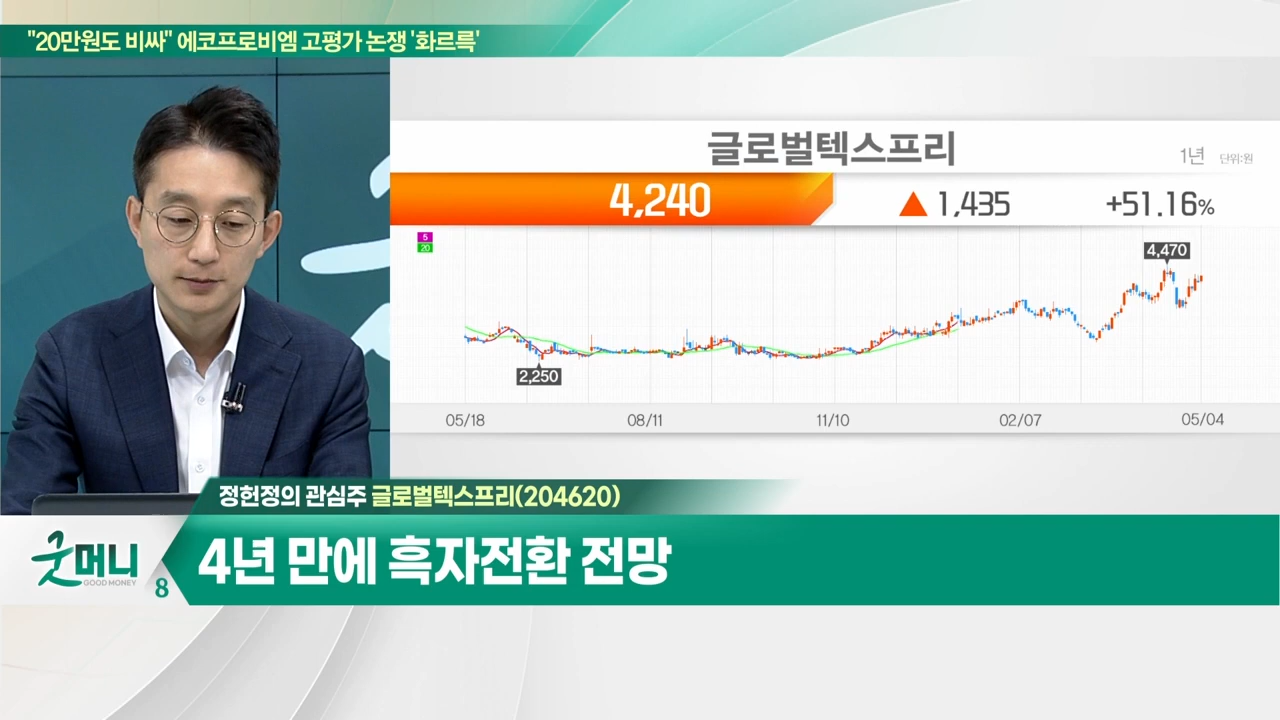 "20만원도 비싸" 에코프로비엠 고평가 논쟁 '화르륵'
글로벌텍스프리
1년 단위:원
4,240 ▲ 1,435 +51.16%
5
20
4,470
2,250
05/18 08/11 11/10 02/07 05/04
정헌정의 관심주 글로벌텍스프리(204620)
굿머니
GOOD MONEY
8
4년 만에 흑자전환 전망